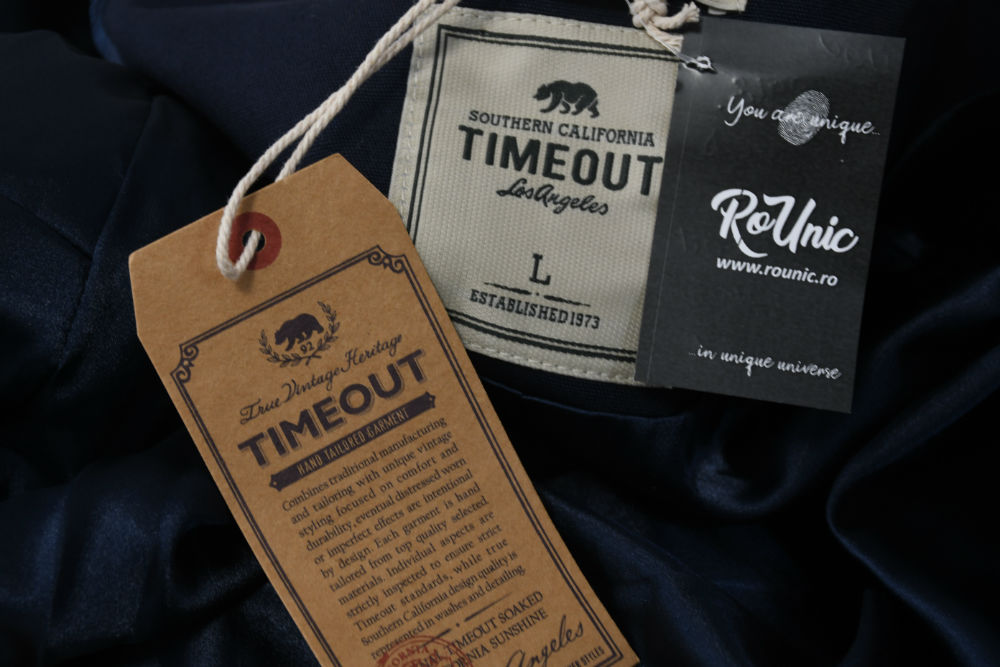 SOUTHERN CALIFORNIA
TIMEOUT
Los Angeles
L
ESTABLISHED 1973
You are unique...
RoUnic
www.rounic.ro
...in unique universe
92
True Vintage Heritage
TIMEOUT
HAND TAILORED GARMENT
Combines traditional manufacturing
and tailoring with unique vintage
styling focused on comfort and
durability, eventual distressed worn
or imperfect effects are intentional
by design. Each garment is hand
tailored from top quality selected.
materials. Individual aspects are
strictly inspected to ensure strict
Timeout standards, while true
Southern California design quality is
represented in washes and detailing
TIMEOUT SOAKED
SUNSHINE
Angeles
STYLES